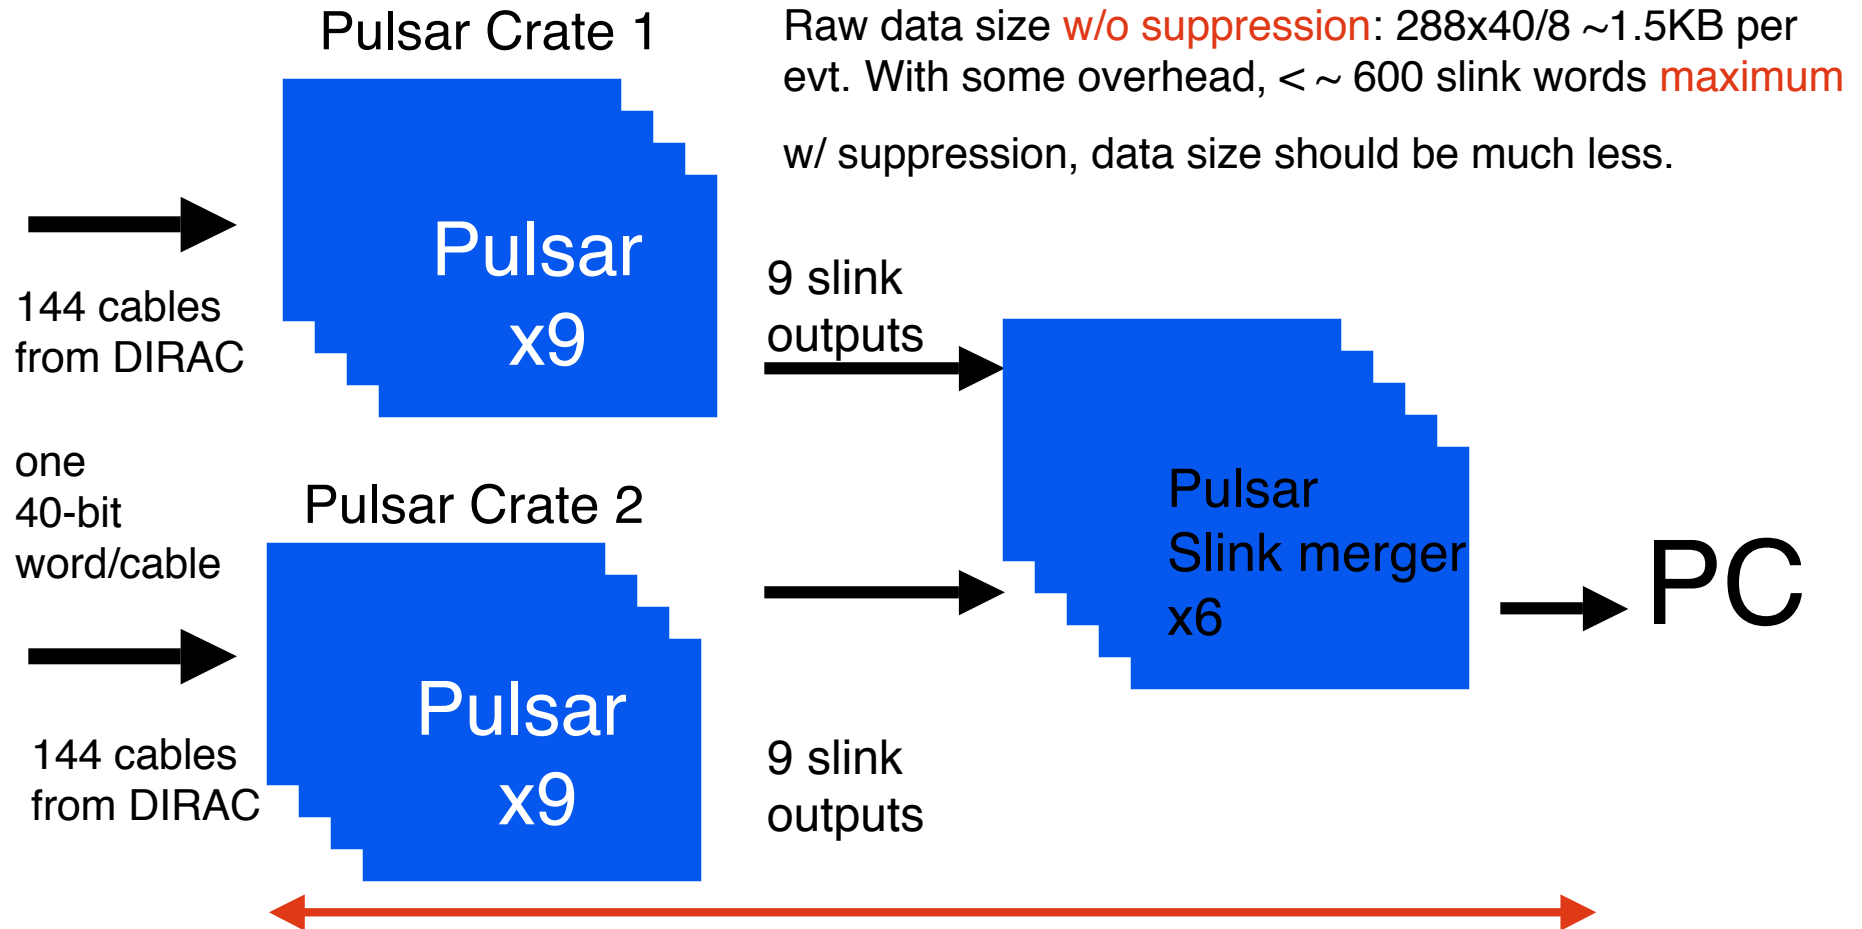 Pulsar Crate 1
Raw data size w/o suppression: 288x40/8 ~1.5KB per
evt. With some overhead, < ~ 600 slink words maximum
w/ suppression, data size should be much less.
Pulsar
x9
144 cables
from DIRAC
9 slink
outputs
one
40-bit
word/cable
Pulsar Crate 2
Pulsar
Slink merger
x6
PC
Pulsar
x9
144 cables
from DIRAC
9 slink
outputs